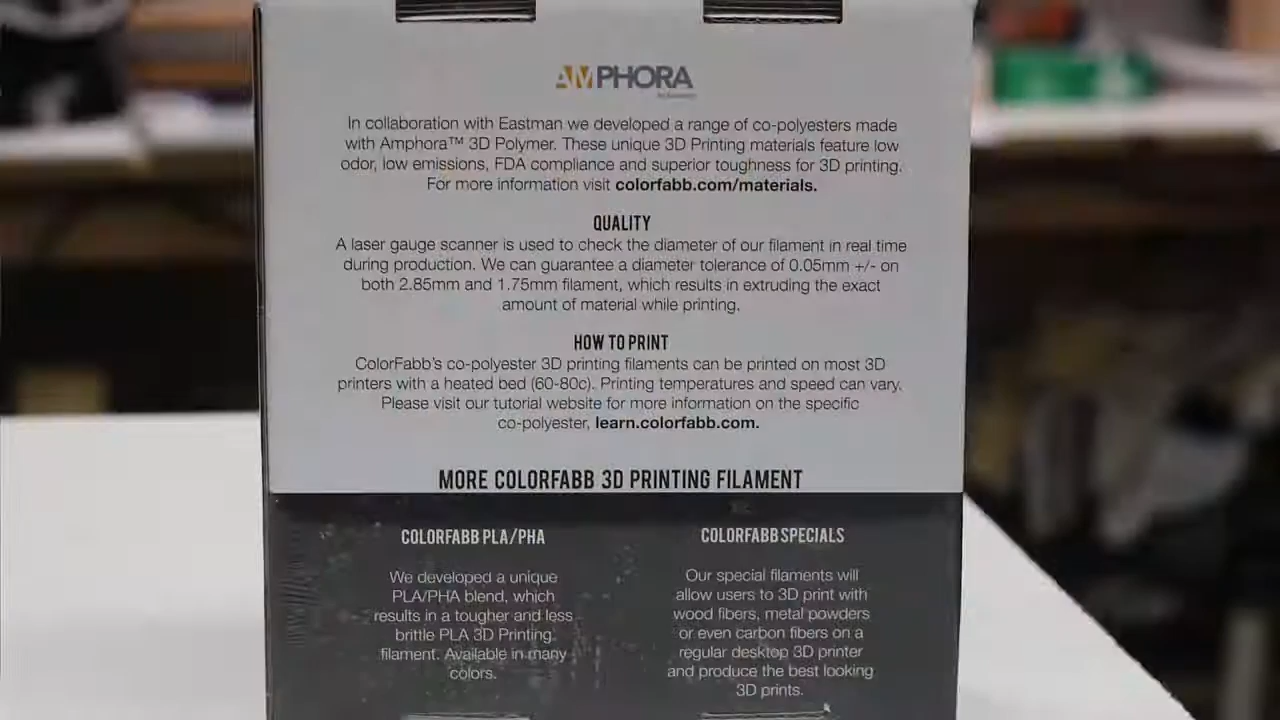 AMPHORA
In collaboration with Eastman we developed a range of co-polyesters made
with Amphora™ 3D Polymer. These unique 3D Printing materials feature low
odor, low emissions, FDA compliance and superior toughness for 3D printing.
For more information visit colorfabb.com/materials.
QUALITY
A laser gauge scanner is used to check the diameter of our filament in real time
during production. We can guarantee a diameter tolerance of 0.05mm +/- on
both 2.85mm and 1.75mm filament, which results in extruding the exact
amount of material while printing.
HOW TO PRINT
ColorFabb's co-polyester 3D printing filaments can be printed on most 3D
printers with a heated bed (60-80c). Printing temperatures and speed can vary.
Please visit our tutorial website for more information on the specific
co-polyester, learn.colorfabb.com.
MORE COLORFABB 3D PRINTING FILAMENT
COLORFABB PLA/PHA
We developed a unique
PLA/PHA blend, which
results in a tougher and less
brittle PLA 3D Printing
filament. Available in many
colors.
COLORFABB SPECIALS
Our special filaments will
allow users to 3D print with
wood fibers, metal powders
or even carbon fibers on a
regular desktop 3D printer
and produce the best looking
3D prints.